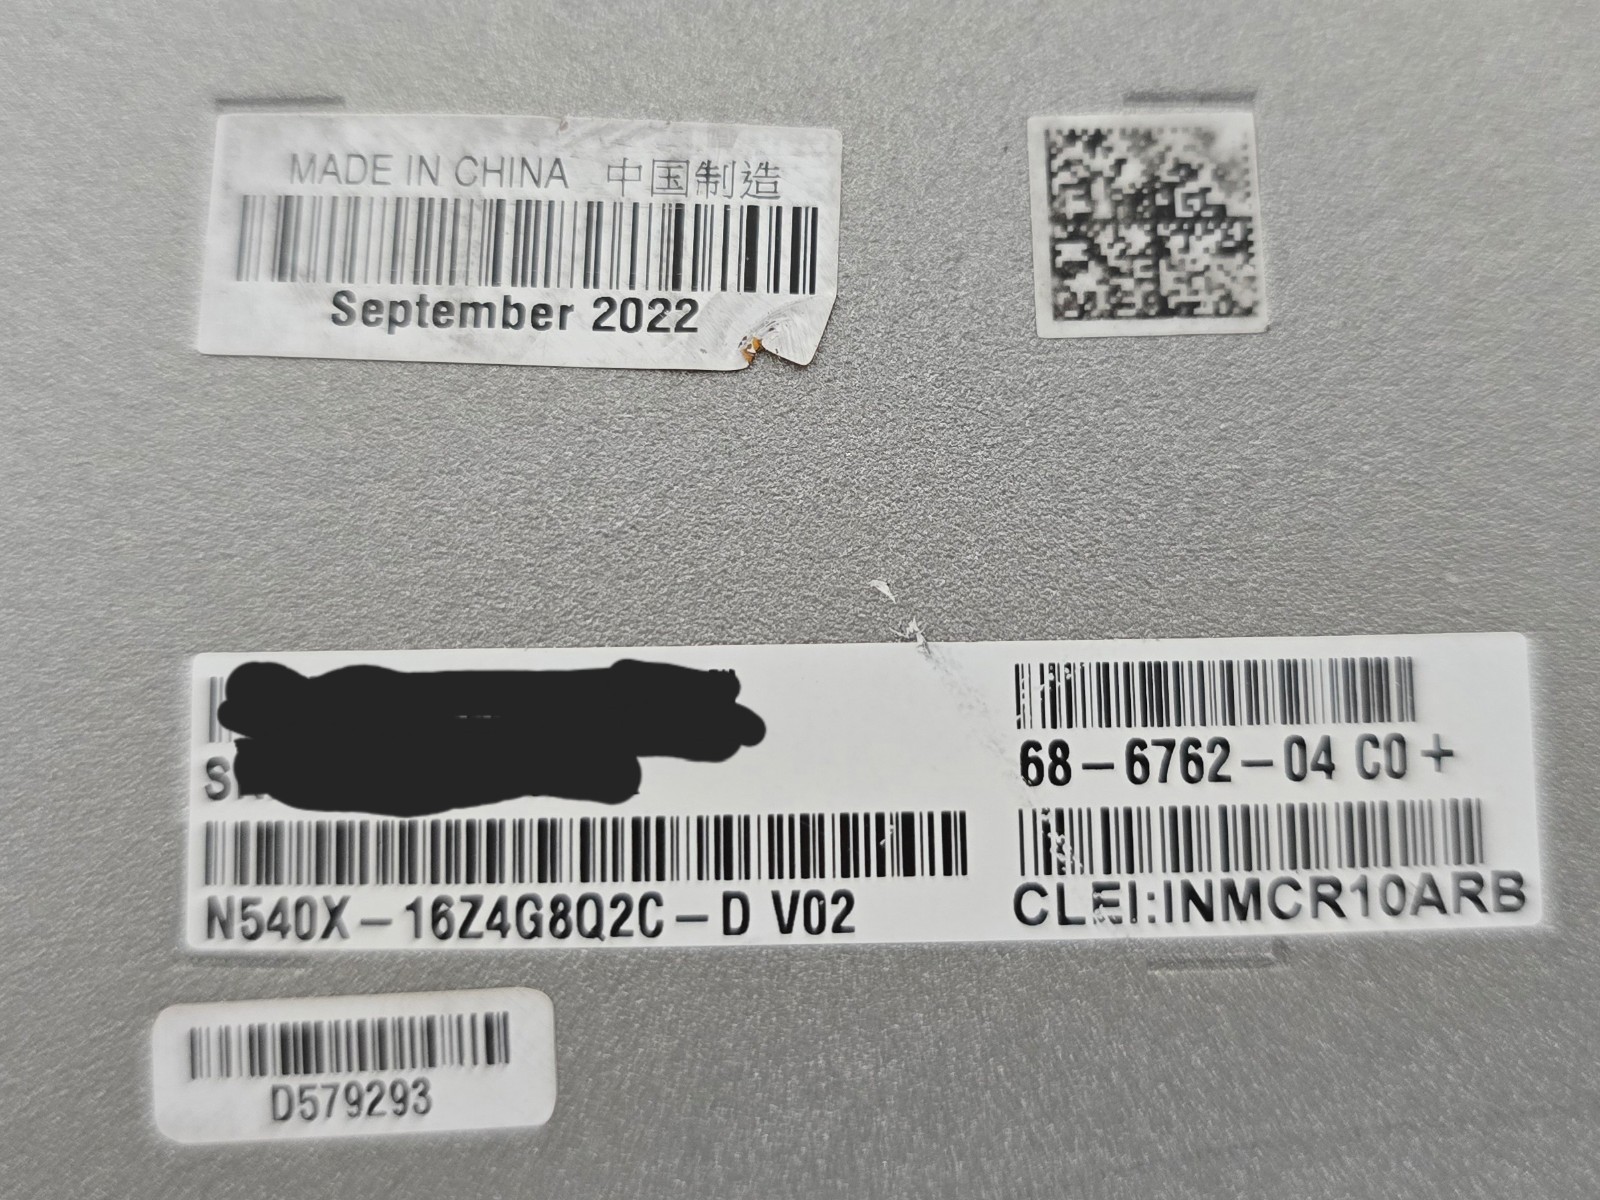 MADE IN CHINA 中国制造
September 2022
68-6762-04 C0 +
N540X-16Z4G8Q2C-D V02
CLEI:INMCR10ARB
D579293